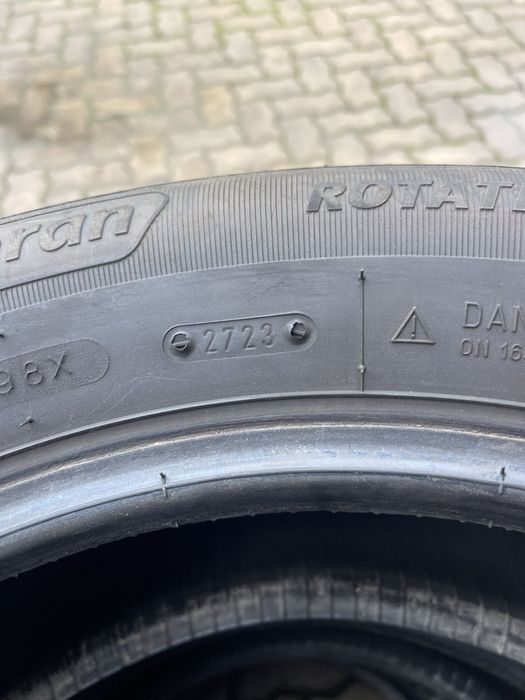 ran
ROTATI
98X
2723
DAN
ON 16